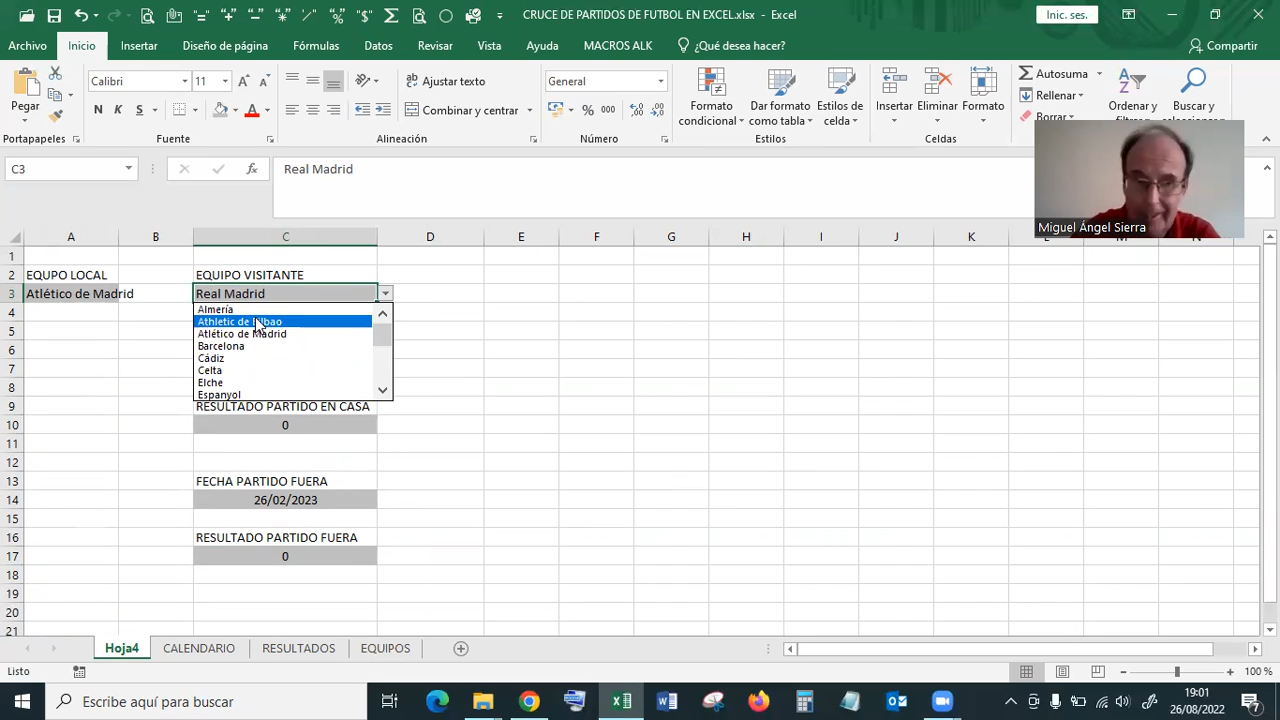 CRUCE DE PARTIDOS DE FUTBOL EN EXCEL.xlsx - Excel
Inic. ses.
Archivo Inicio Insertar Diseño de página Fórmulas Datos Revisar Vista Ayuda MACROS ALK ¿Qué desea hacer? Compartir
Pegar
Calibri 11
Ajustar texto
General
Formato condicional
Dar formato como tabla
Estilos de celda
Insertar Eliminar Formato
Autosuma
Rellenar
Borrar
Ordenar y
Buscar y
N K S
Combinar y centrar
% 000
Portapapeles Fuente Alineación Número Estilos Celdas
Miguel Ángel Sierra
C3 fx Real Madrid
A B C D E F G H I J K
1
2 EQUPO LOCAL EQUIPO VISITANTE
3 Atlético de Madrid Real Madrid
4 Almería
Athletic de Bilbao
5 Atlético de Madrid
6 Barcelona
Cádiz
7 Celta
8 Elche
Espanyol
9 RESULTADO PARTIDO EN CASA
10 0
11
12
13 FECHA PARTIDO FUERA
14 26/02/2023
15
16 RESULTADO PARTIDO FUERA
17 0
18
19
20
21
Hoja4 CALENDARIO RESULTADOS EQUIPOS
Listo 100 %
Escribe aquí para buscar
19:01
26/08/2022
7